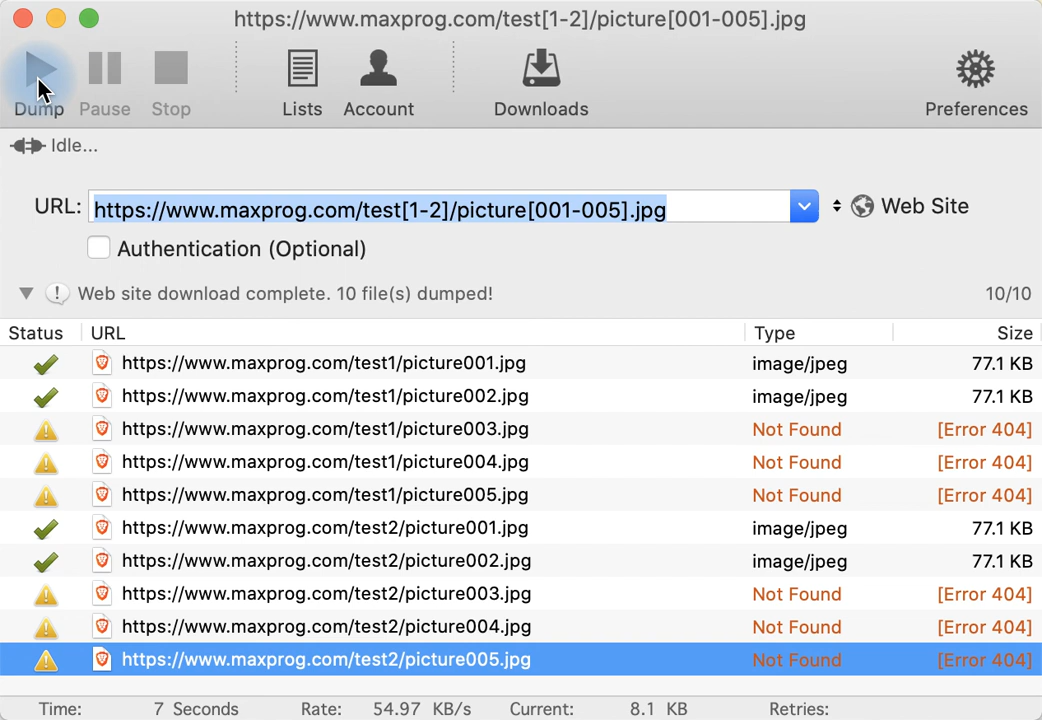 https://www.maxprog.com/test[1-2]/picture[001-005].jpg
Dump Pause Stop Lists Account Downloads Preferences
Idle...
URL: https://www.maxprog.com/test[1-2]/picture[001-005].jpg Web Site
Authentication (Optional)
Web site download complete. 10 file(s) dumped! 10/10
Status URL Type Size
https://www.maxprog.com/test1/picture001.jpg image/jpeg 77.1 KB
https://www.maxprog.com/test1/picture002.jpg image/jpeg 77.1 KB
https://www.maxprog.com/test1/picture003.jpg Not Found [Error 404]
https://www.maxprog.com/test1/picture004.jpg Not Found [Error 404]
https://www.maxprog.com/test1/picture005.jpg Not Found [Error 404]
https://www.maxprog.com/test2/picture001.jpg image/jpeg 77.1 KB
https://www.maxprog.com/test2/picture002.jpg image/jpeg 77.1 KB
https://www.maxprog.com/test2/picture003.jpg Not Found [Error 404]
https://www.maxprog.com/test2/picture004.jpg Not Found [Error 404]
https://www.maxprog.com/test2/picture005.jpg Not Found [Error 404]
Time: 7 Seconds Rate: 54.97 KB/s Current: 8.1 KB Retries: